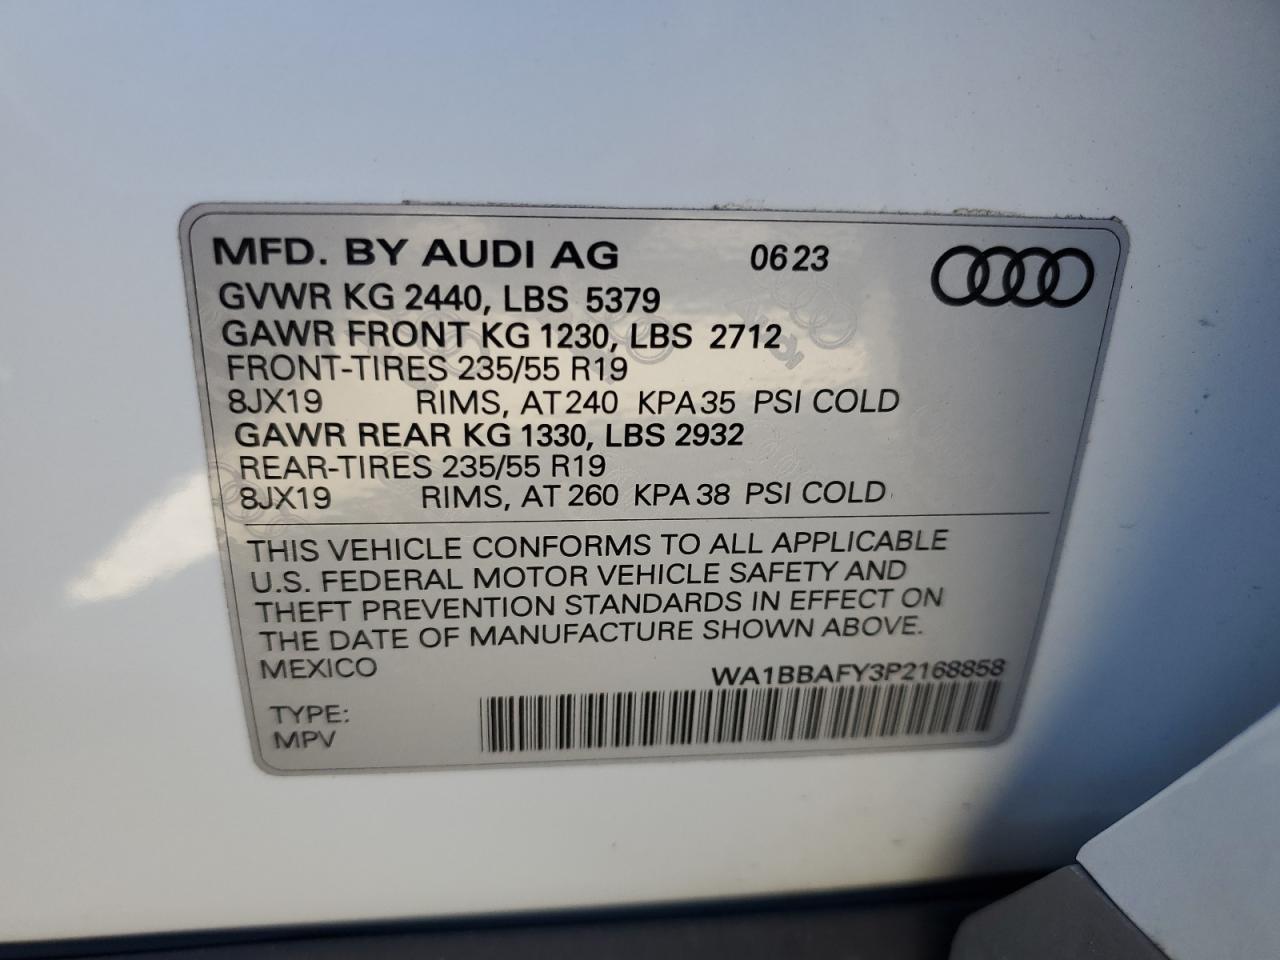 MFD. BY AUDI AG 0623
GVWR KG 2440, LBS 5379
GAWR FRONT KG 1230, LBS 2712
FRONT-TIRES 235/55 R19
8JX19 RIMS, AT 240 KPA 35 PSI COLD
GAWR REAR KG 1330, LBS 2932
REAR-TIRES 235/55 R19
8JX19 RIMS, AT 260 KPA 38 PSI COLD
THIS VEHICLE CONFORMS TO ALL APPLICABLE
U.S. FEDERAL MOTOR VEHICLE SAFETY AND
THEFT PREVENTION STANDARDS IN EFFECT ON
THE DATE OF MANUFACTURE SHOWN ABOVE.
MEXICO WA1BBAFY3P2168858
TYPE:
MPV